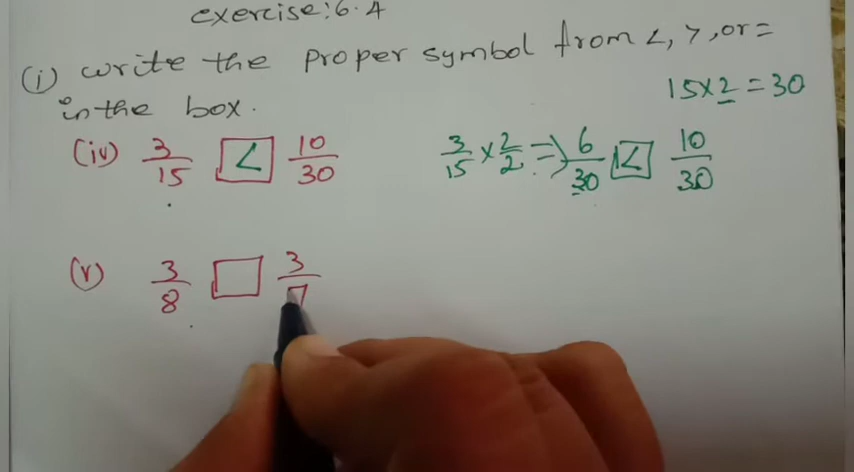 exercise:6.4
(i) write the proper symbol from <, >, or =
in the box.
15×2=30
(iv) 3/15 < 10/30
3/15 × 2/2 => 6/30 < 10/30
(v) 3/8 □ 3/7